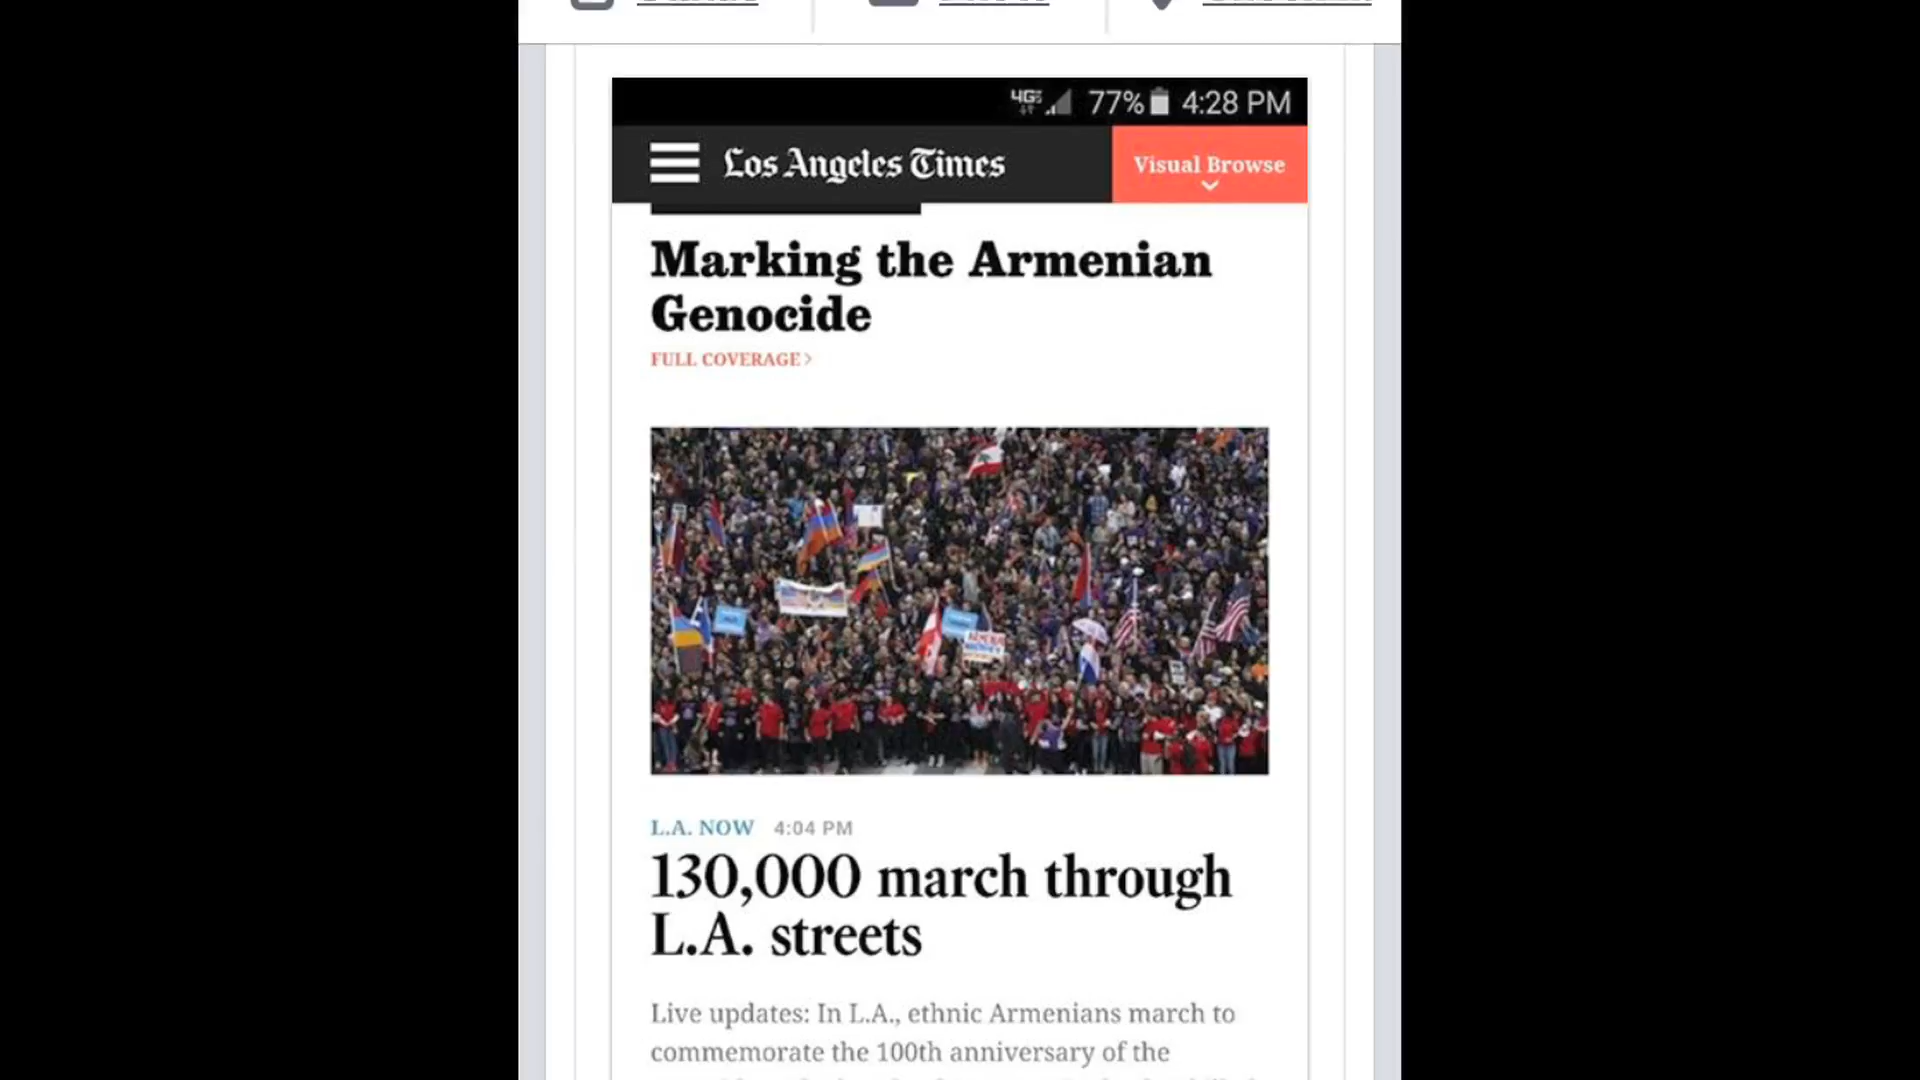 4G 77% 4:28 PM
Los Angeles Times
Visual Browse
Marking the Armenian
Genocide
FULL COVERAGE >
L.A. NOW 4:04 PM
130,000 march through
L.A. streets
Live updates: In L.A., ethnic Armenians march to
commemorate the 100th anniversary of the